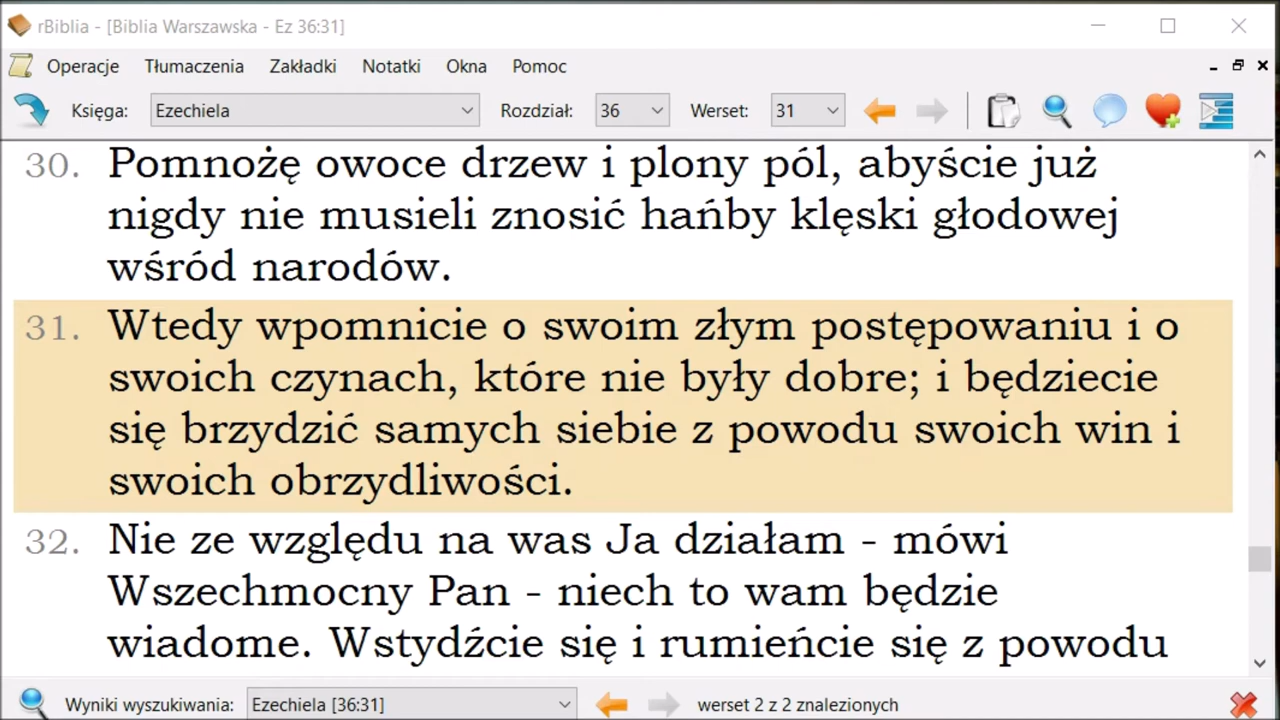 rBiblia - [Biblia Warszawska - Ez 36:31]
Operacje Tłumaczenia Zakładki Notatki Okna Pomoc
Księga: Ezechiela Rozdział: 36 Werset: 31
30. Pomnożę owoce drzew i plony pól, abyście już
nigdy nie musieli znosić hańby klęski głodowej
wśród narodów.
31. Wtedy wpomnicie o swoim złym postępowaniu i o
swoich czynach, które nie były dobre; i będziecie
się brzydzić samych siebie z powodu swoich win i
swoich obrzydliwości.
32. Nie ze względu na was Ja działam - mówi
Wszechmocny Pan - niech to wam będzie
wiadome. Wstydźcie się i rumieńcie się z powodu
Wyniki wyszukiwania: Ezechiela [36:31] werset 2 z 2 znalezionych